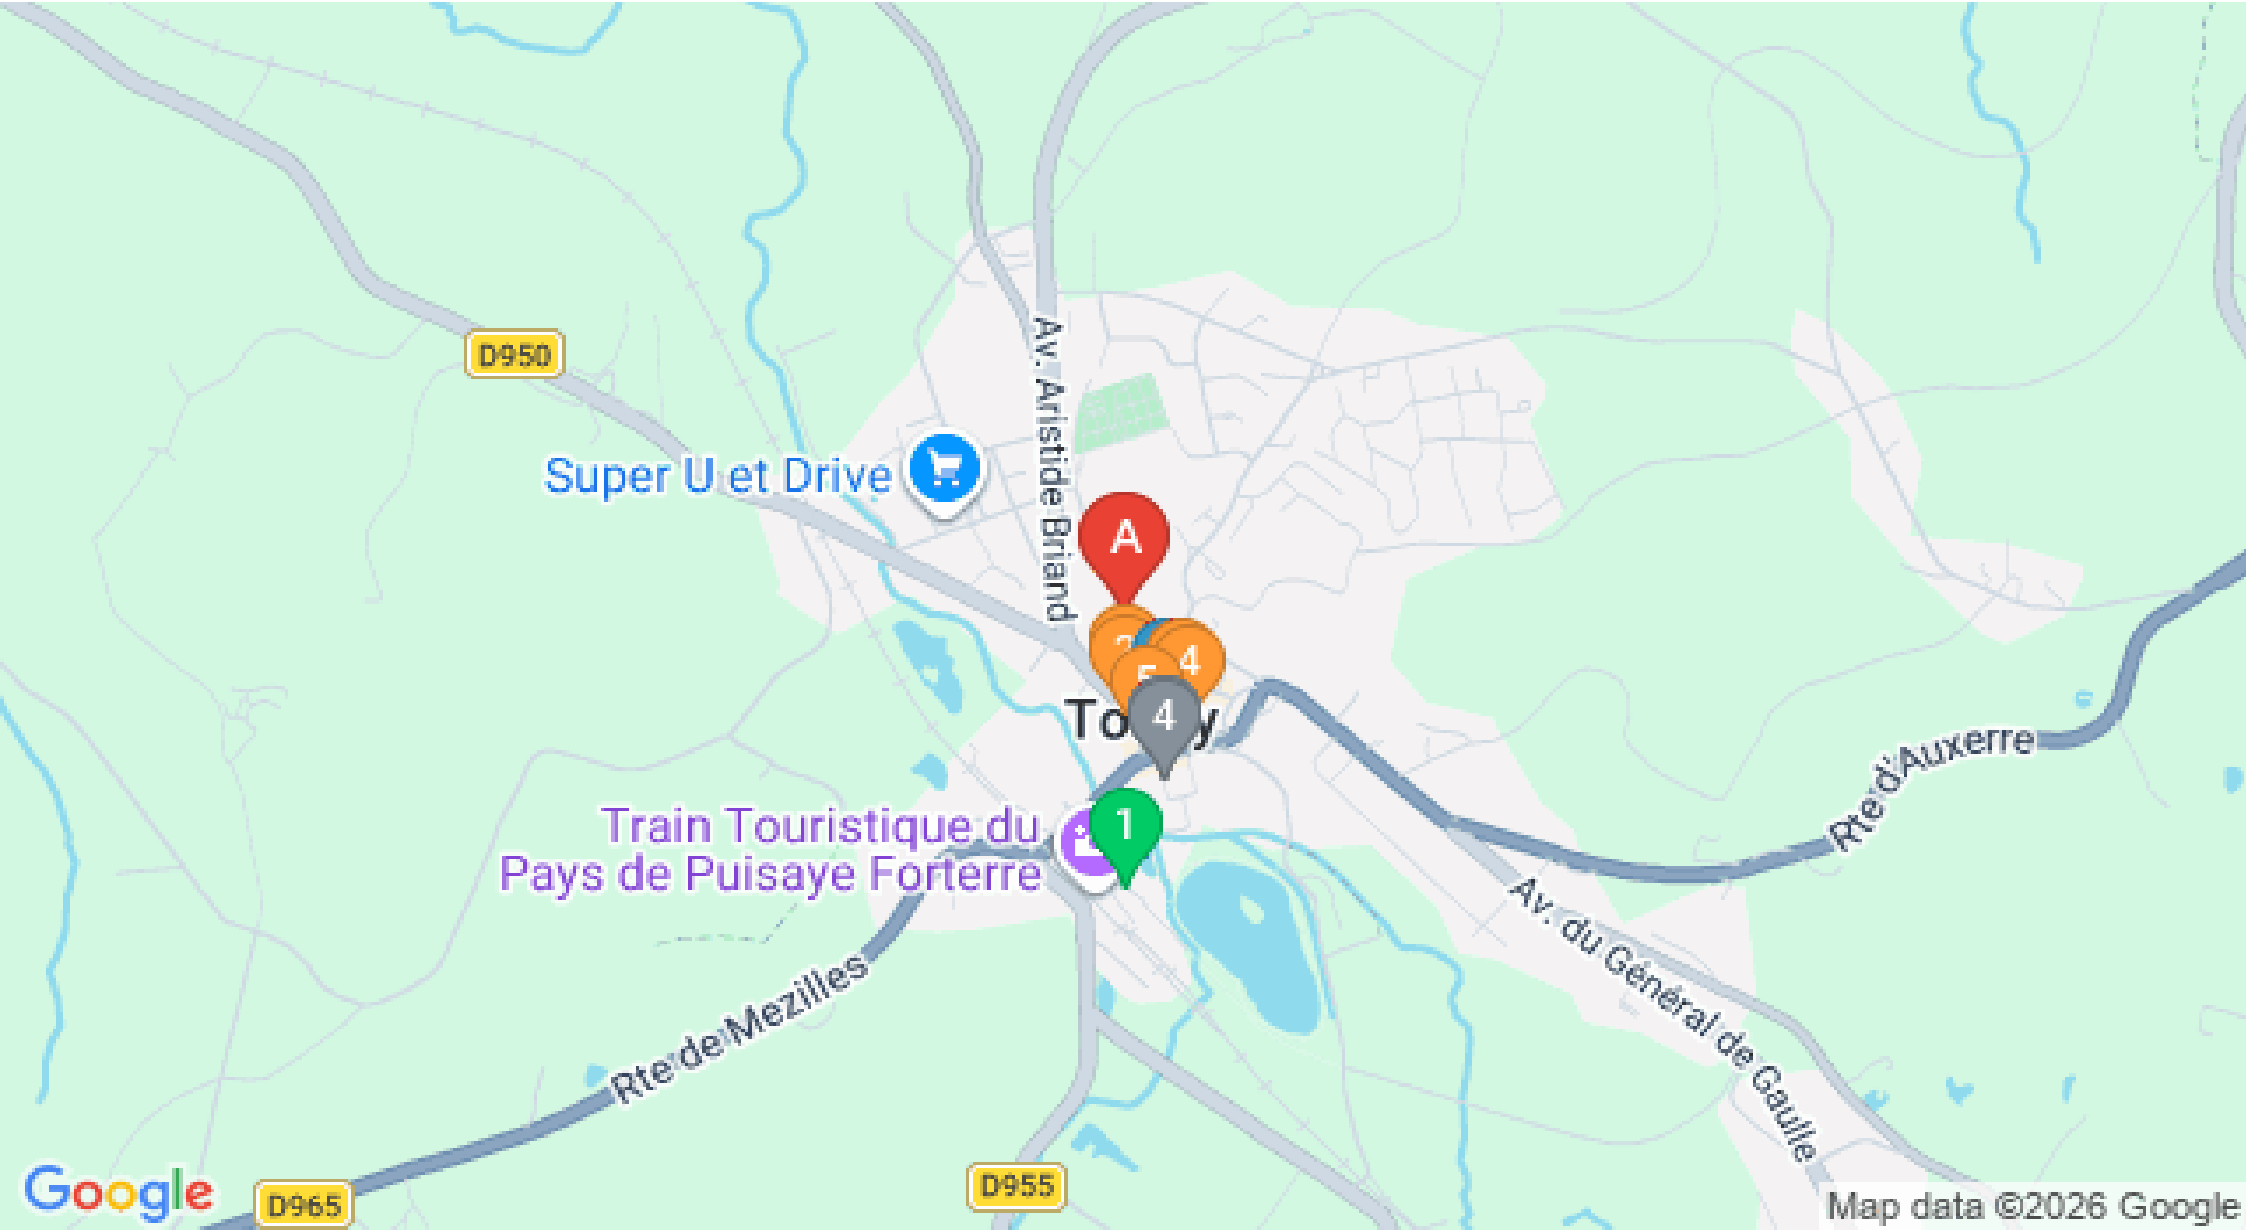 D950
Av. Aristide Briand
Super U et Drive
A
4
4
1
Train Touristique du
Pays de Puisaye Forterre
Rte d'Auxerre
Av. du Général de Gaulle
Rte de Mezilles
D955
D965
Google
Map data ©2026 Google